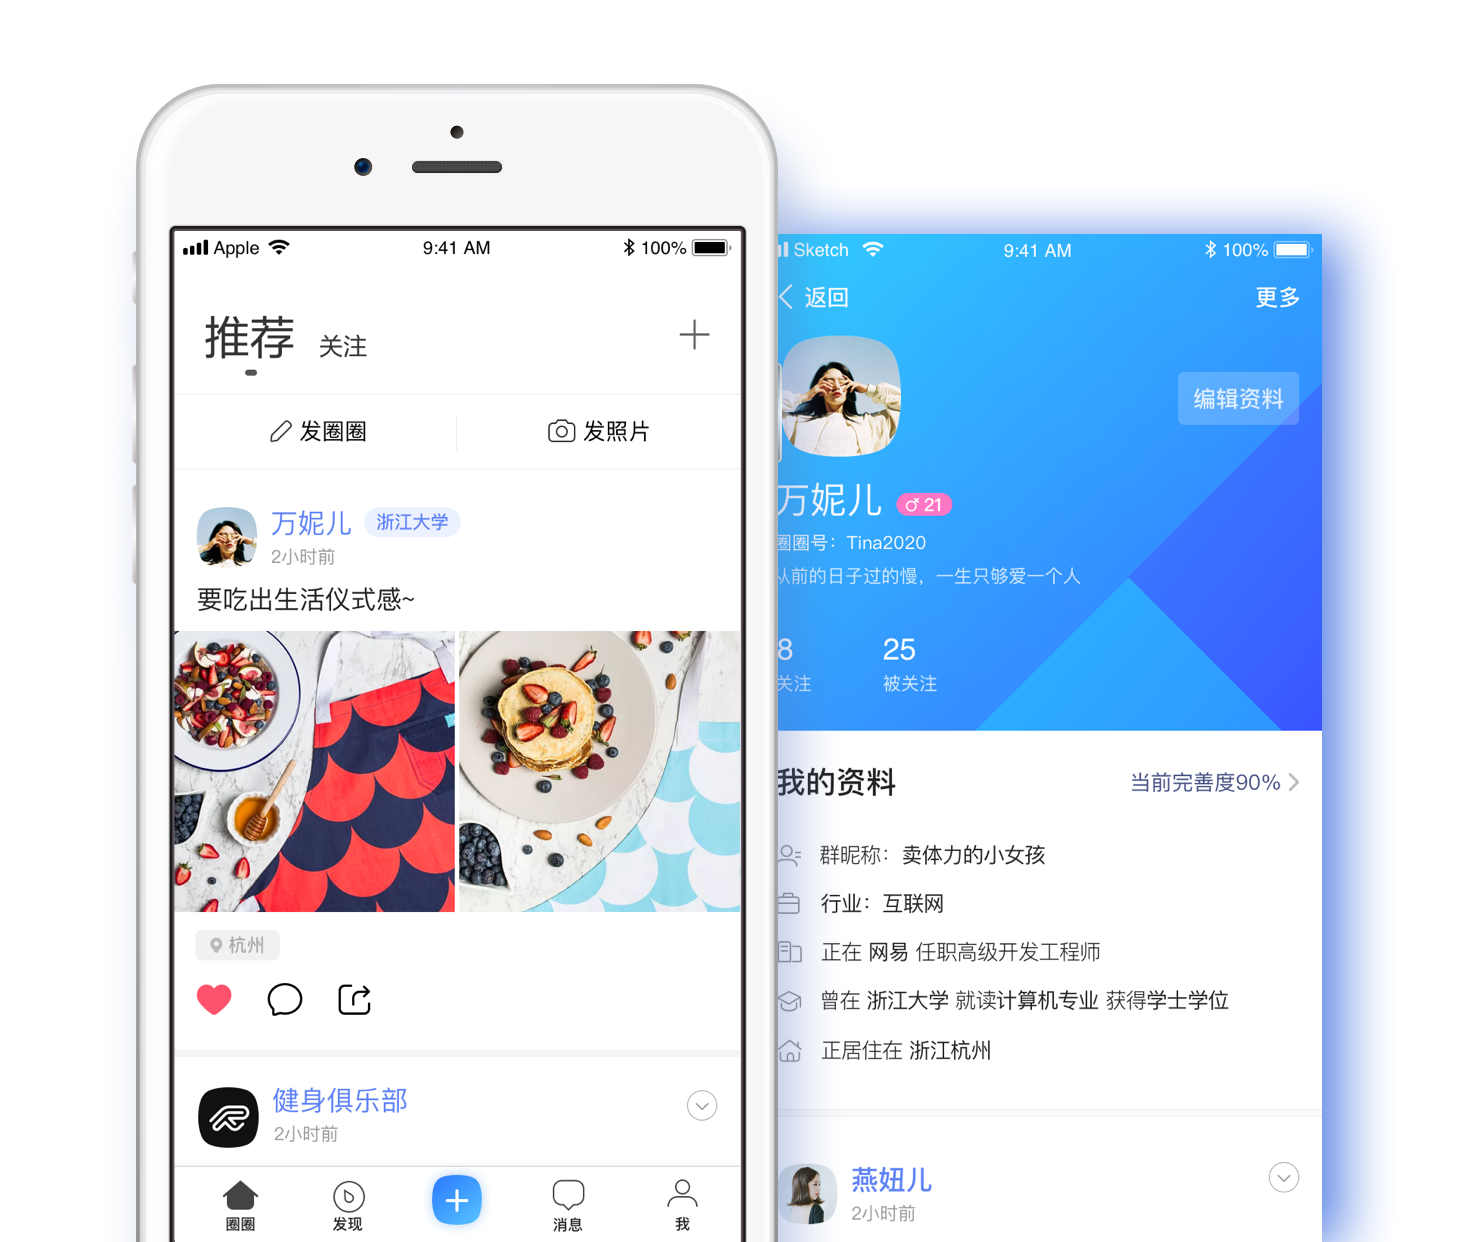 Apple 9:41 AM 100%
推荐 关注
发圈圈 发照片
万妮儿 浙江大学
2小时前
要吃出生活仪式感~
杭州
健身俱乐部
2小时前
圈圈 发现 消息 我
Sketch 9:41 AM 100%
返回 更多
编辑资料
万妮儿 21
圈圈号：Tina2020
从前的日子过的慢，一生只够爱一个人
8 25
关注 被关注
我的资料 当前完善度90%
群昵称：卖体力的小女孩
行业：互联网
正在 网易 任职高级开发工程师
曾在 浙江大学 就读计算机专业 获得学士学位
正居住在 浙江杭州
燕妞儿
2小时前